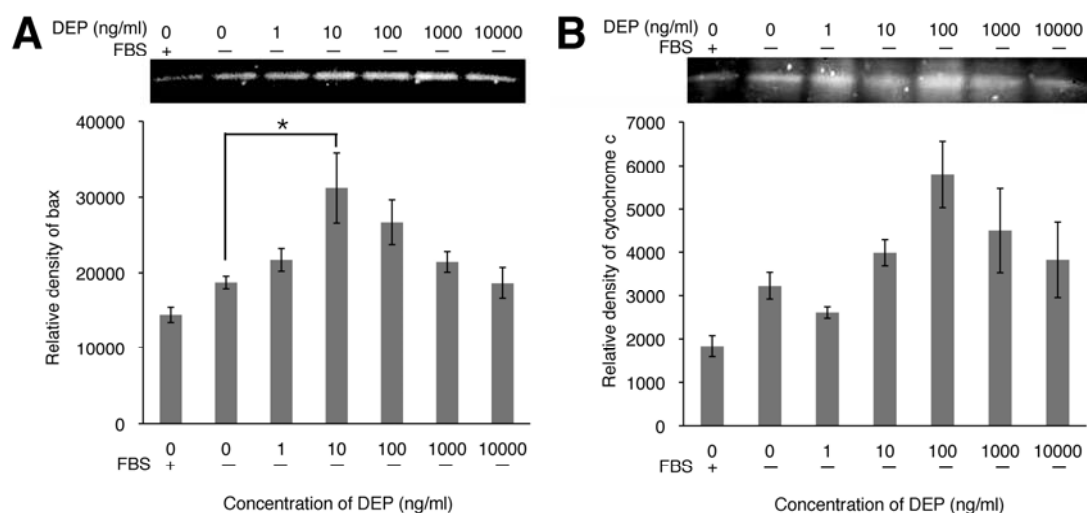 A
DEP (ng/ml) 0 0 1 10 100 1000 10000
FBS + — — — — — —
40000
30000
20000
10000
0
Relative density of bax
*
0 0 1 10 100 1000 10000
FBS + — — — — — —
Concentration of DEP (ng/ml)
B
DEP (ng/ml) 0 0 1 10 100 1000 10000
FBS + — — — — — —
7000
6000
5000
4000
3000
2000
1000
0
Relative density of cytochrome c
0 0 1 10 100 1000 10000
FBS + — — — — — —
Concentration of DEP (ng/ml)